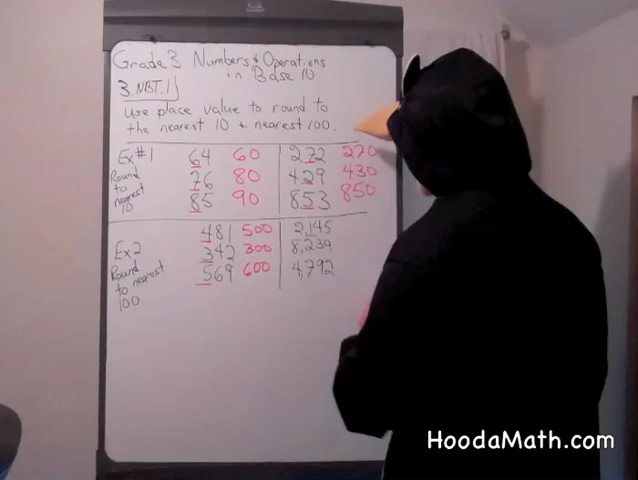 Grade 3 Numbers & Operations
in Base 10
3.NBT.1
Use place value to round to
the nearest 10 & nearest 100.
Ex #1
Round
to
nearest
10
64 60
76 80
85 90
272 270
429 430
853 850
Ex 2
Round
to nearest
100
481 500
342 300
569 600
2,145
8,239
4,792
HoodaMath.com